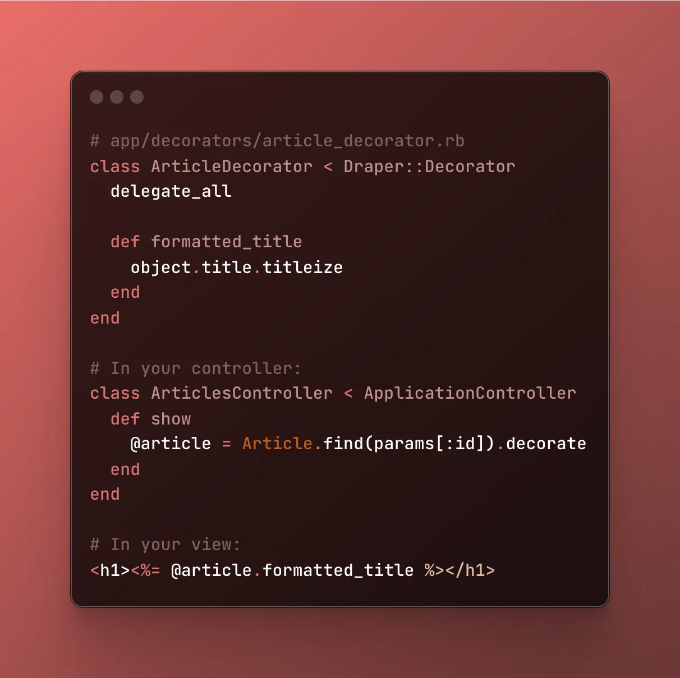 # app/decorators/article_decorator.rb
class ArticleDecorator < Draper::Decorator
  delegate_all

  def formatted_title
    object.title.titleize
  end
end

# In your controller:
class ArticlesController < ApplicationController
  def show
    @article = Article.find(params[:id]).decorate
  end
end

# In your view:
<h1><%= @article.formatted_title %></h1>